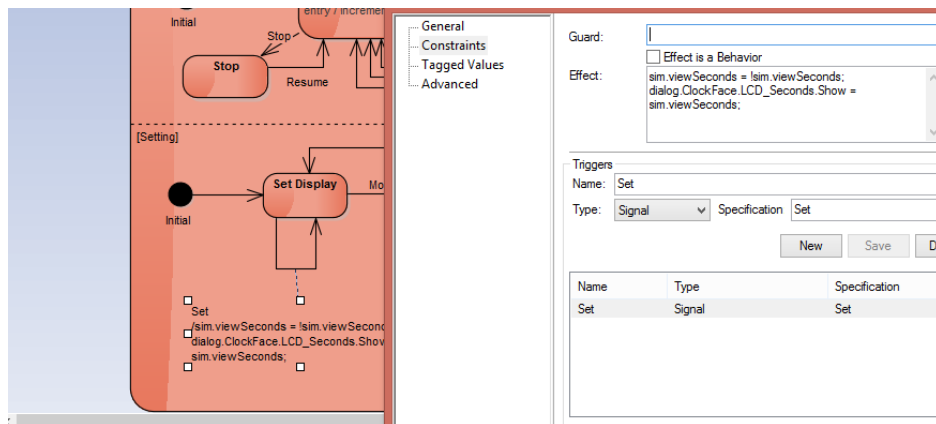 entry / Increment
Initial
Stop
Stop
Resume
[Setting]
Set Display
Mo
Initial
Set
/sim.viewSeconds = !sim.viewSecond
dialog.ClockFace.LCD_Seconds.Show
sim.viewSeconds;
General
Constraints
Tagged Values
Advanced
Guard:
Effect is a Behavior
Effect:
sim.viewSeconds = !sim.viewSeconds;
dialog.ClockFace.LCD_Seconds.Show =
sim.viewSeconds;
Triggers
Name: Set
Type: Signal Specification Set
New Save D
Name Type Specification
Set Signal Set